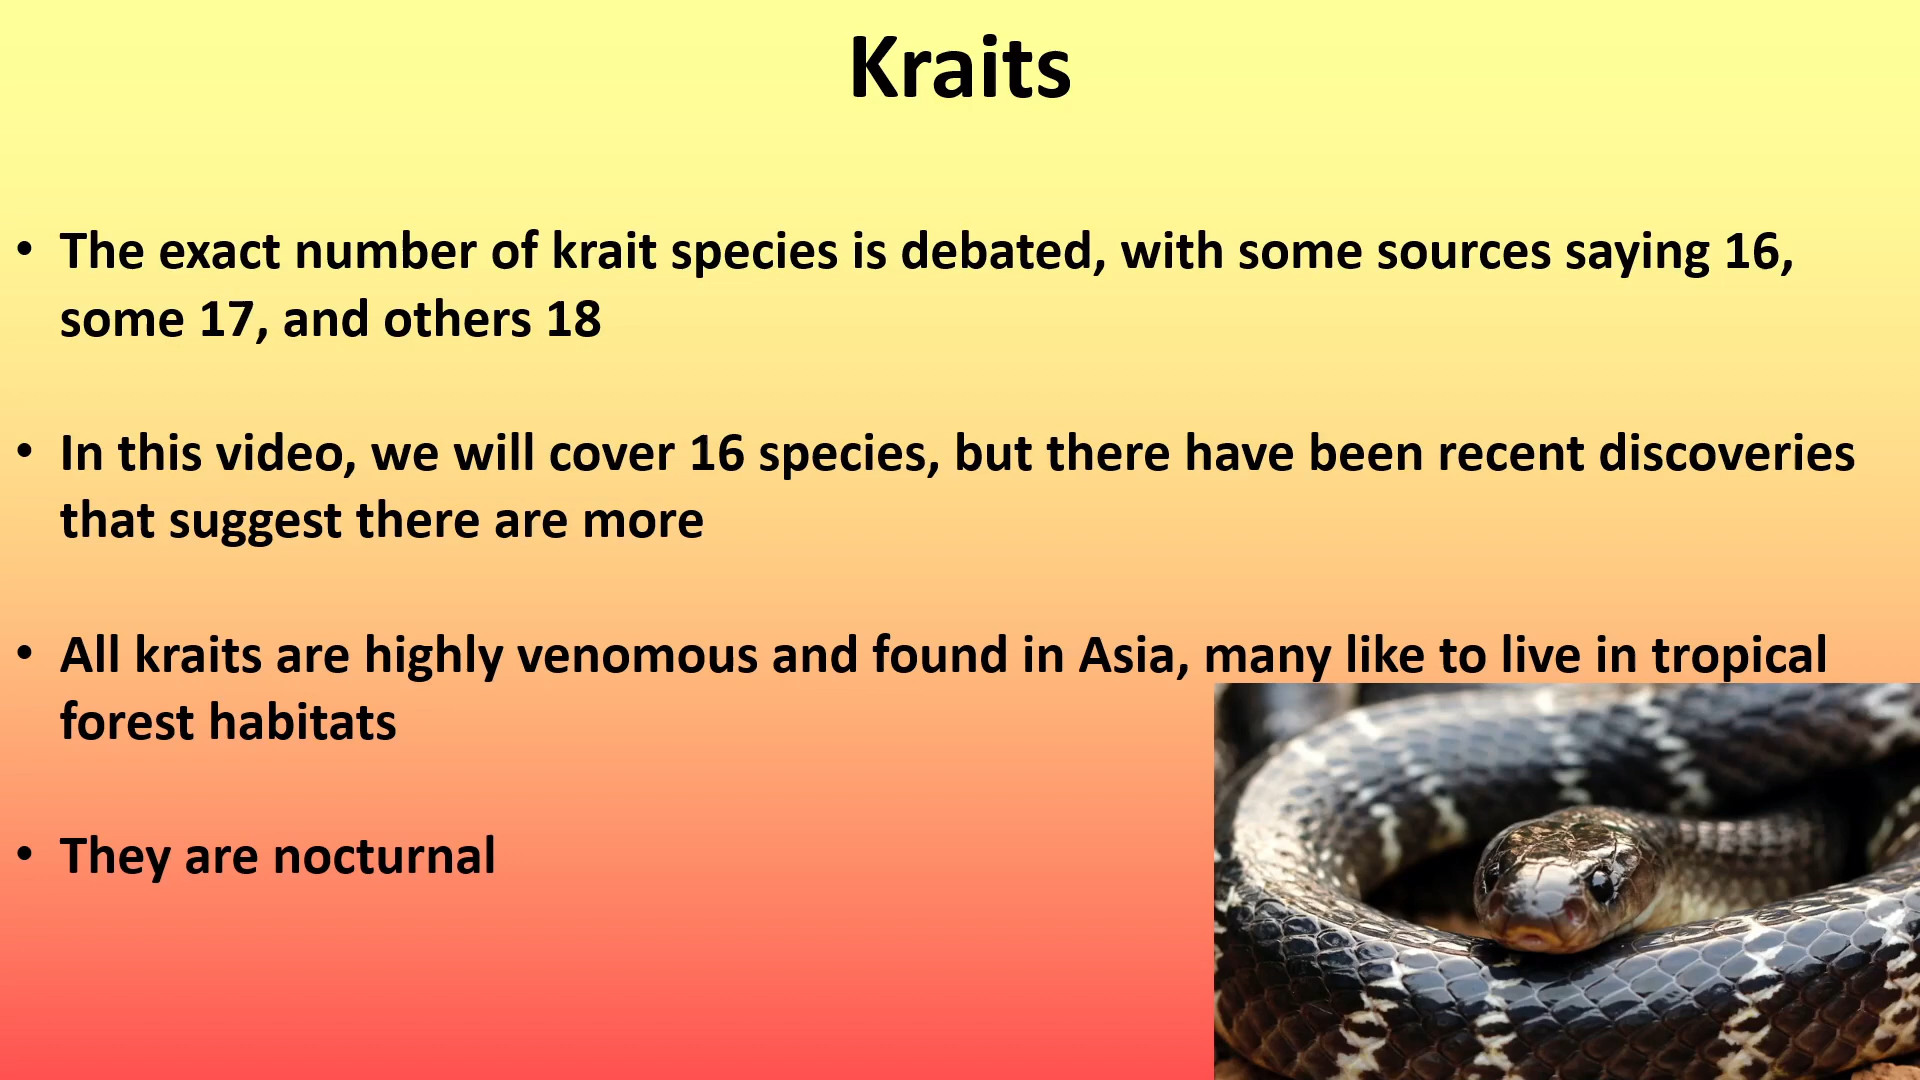 Kraits
• The exact number of krait species is debated, with some sources saying 16,
some 17, and others 18
• In this video, we will cover 16 species, but there have been recent discoveries
that suggest there are more
• All kraits are highly venomous and found in Asia, many like to live in tropical
forest habitats
• They are nocturnal